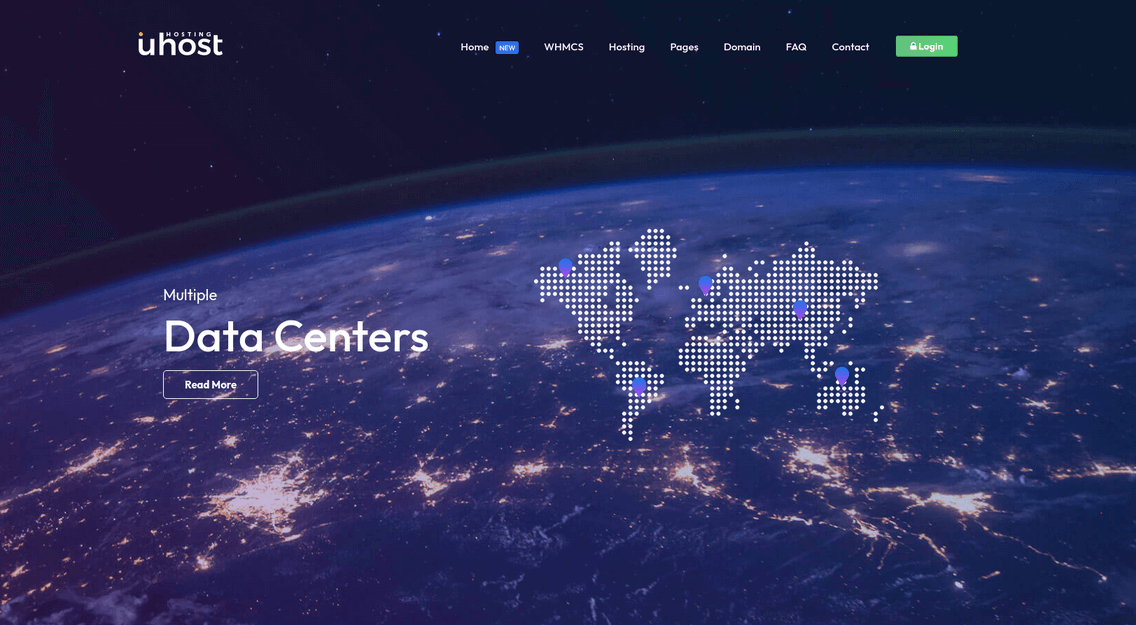 HOSTING
uhost
Home NEW WHMCS Hosting Pages Domain FAQ Contact Login
Multiple
Data Centers
Read More